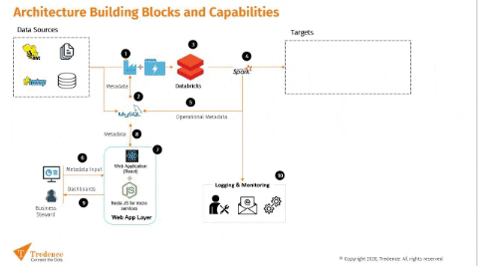 Architecture Building Blocks and Capabilities
Data Sources
Targets
1
3
4
Spark
Databricks
Metadata
2
MySQL
5
Operational Metadata
Metadata
8
6
7
Metadata Input
Web Application
(React)
Dashboards
9
Node JS for micro
services
Business
Steward
Web App Layer
10
Logging & Monitoring
Tredence
Connect the Dots
Copyright 2020, Tredence. All rights reserved